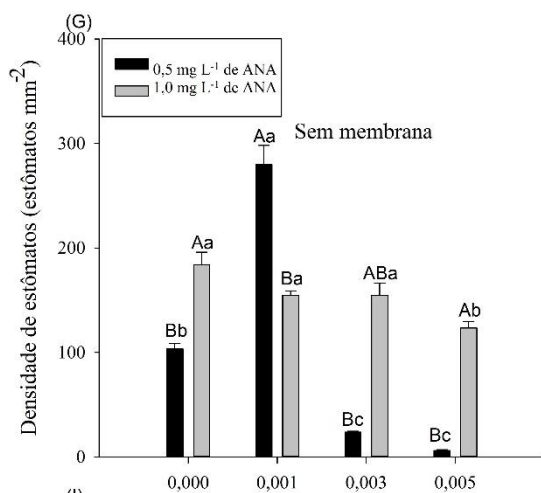 (G)
Densidade de estômatos (estômatos mm⁻²)
400
300
200
100
0
0,5 mg L⁻¹ de ANA
1,0 mg L⁻¹ de ANA
Sem membrana
Bb
Aa
Aa
Ba
Bc
ABa
Bc
Ab
0,000
0,001
0,003
0,005